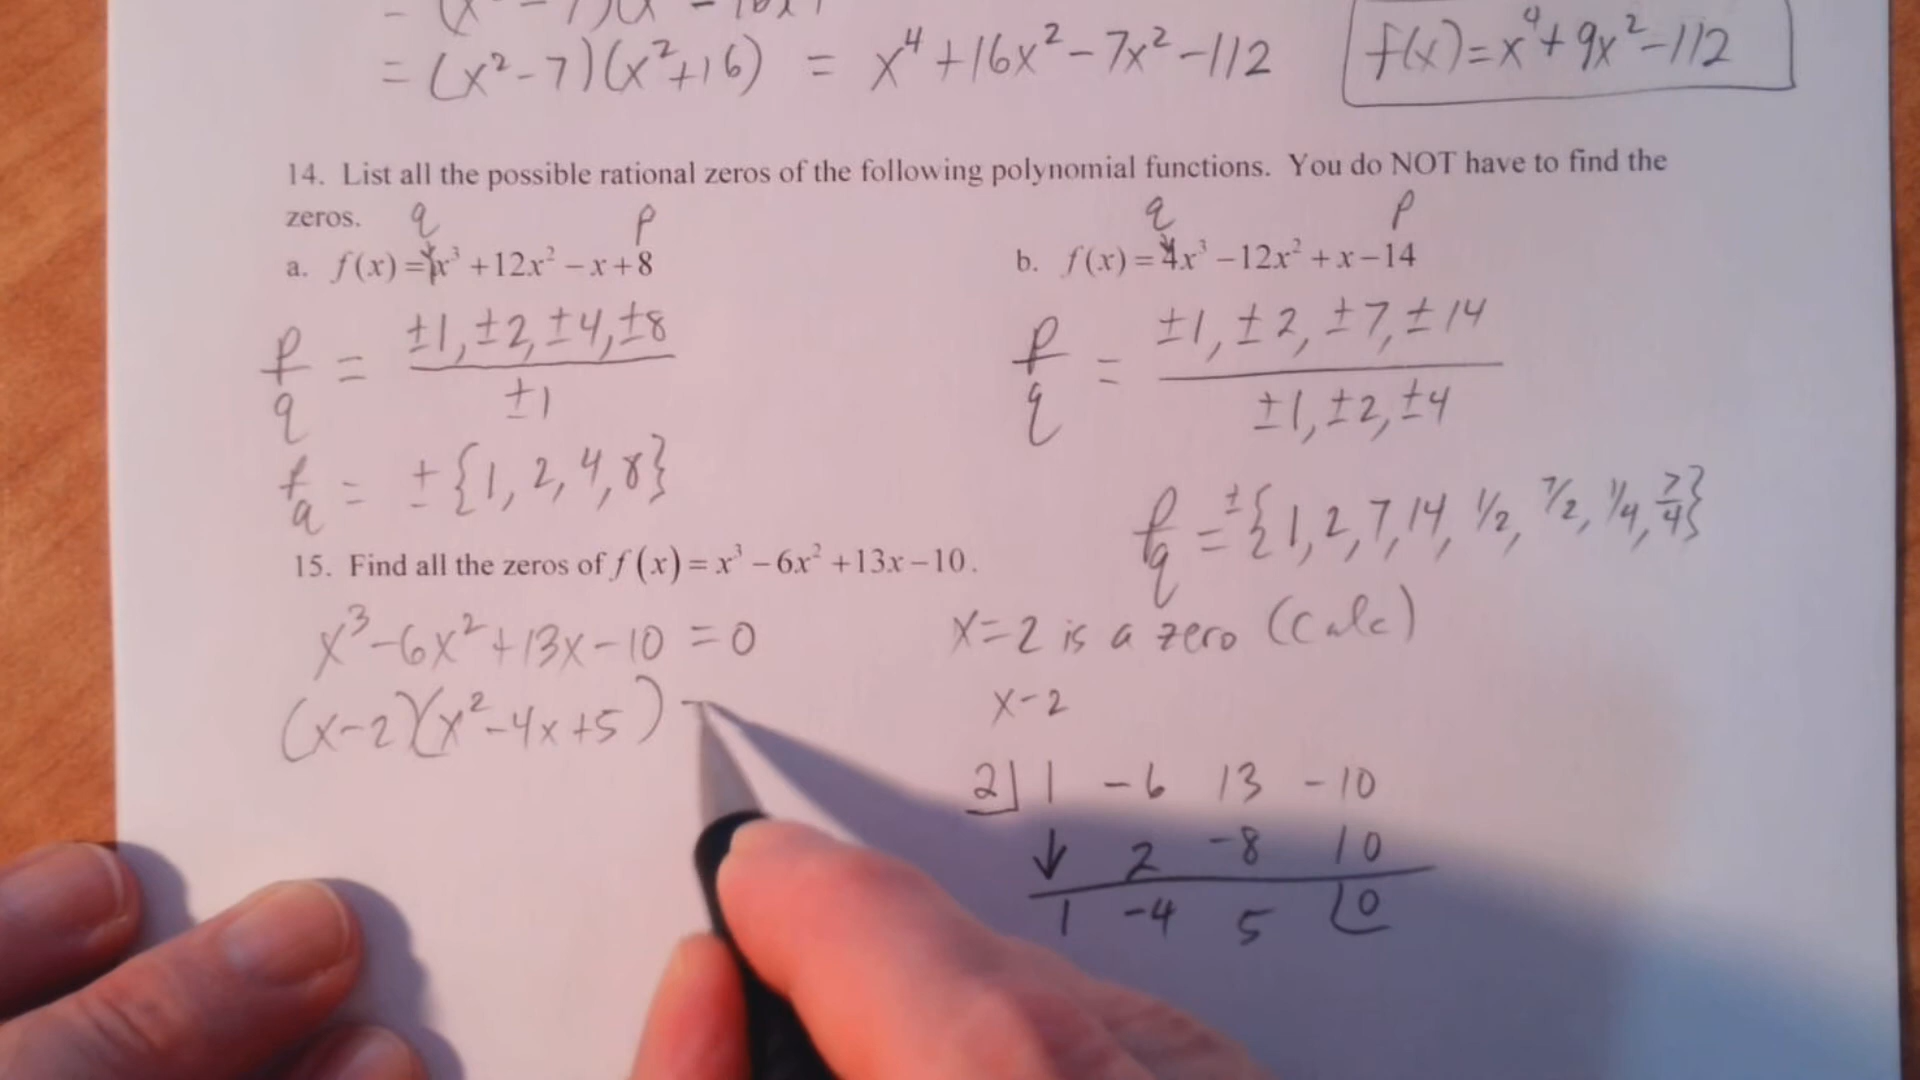 = (x²-7)(x²+16) = x⁴+16x²-7x²-112
f(x)=x⁴+9x²-112
14. List all the possible rational zeros of the following polynomial functions. You do NOT have to find the
zeros.
q p
a. f(x)=1x³+12x²-x+8
p/q = ±1, ±2, ±4, ±8 / ±1
p/q = ±{1, 2, 4, 8}
q p
b. f(x)=4x³-12x²+x-14
p/q = ±1, ±2, ±7, ±14 / ±1, ±2, ±4
p/q = ±{1, 2, 7, 14, 1/2, 7/2, 1/4, 7/4}
15. Find all the zeros of f(x)=x³-6x²+13x-10.
x³-6x²+13x-10=0
(x-2)(x²-4x+5)
x=2 is a zero (calc)
x-2
2| 1 -6 13 -10
↓ 2 -8 10
1 -4 5 |0